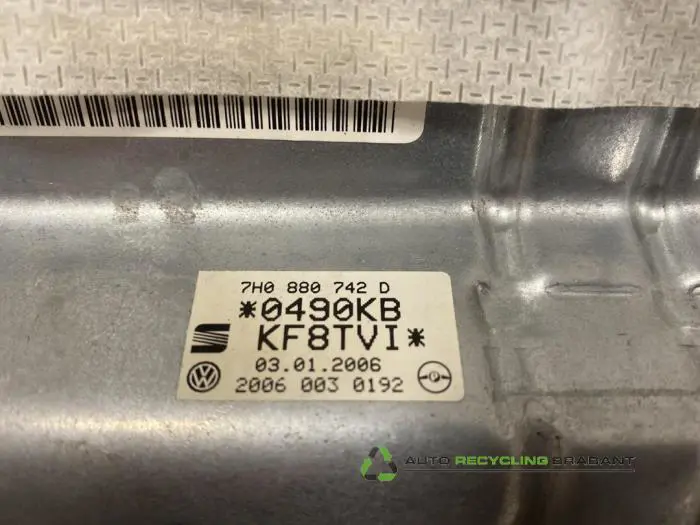 7H0 880 742 D
*0490KB
KF8TVI*
03.01.2006
2006 003 0192
AUTO RECYCLING BRABANT